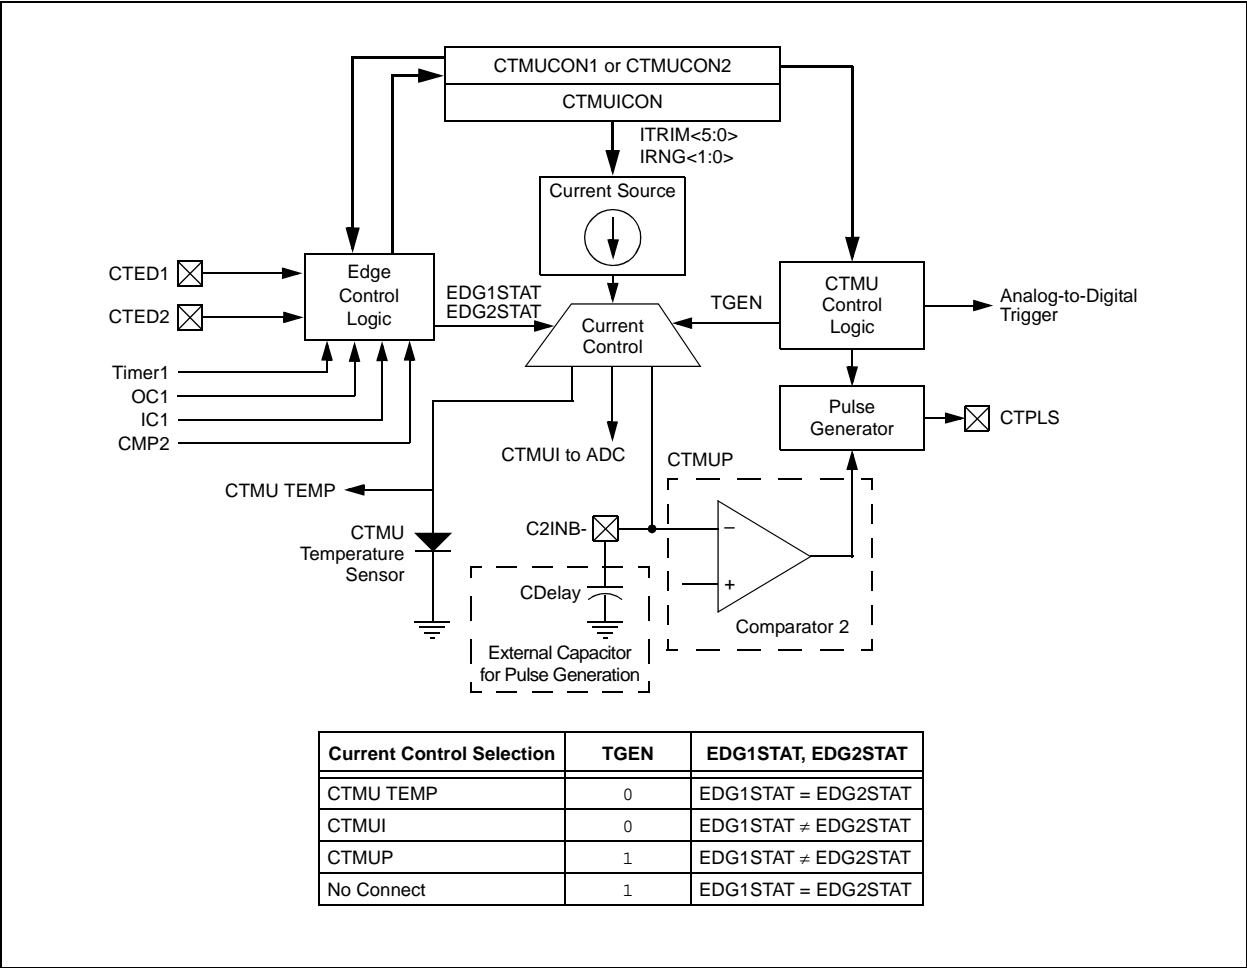 CTMUCON1 or CTMUCON2
CTMUICON
ITRIM<5:0>
IRNG<1:0>
Current Source
CTED1
CTED2
Edge
Control
Logic
EDG1STAT
EDG2STAT
Current
Control
TGEN
CTMU
Control
Logic
Analog-to-Digital
Trigger
Timer1
OC1
IC1
CMP2
Pulse
Generator
CTPLS
CTMUI to ADC
CTMUP
CTMU TEMP
CTMU
Temperature
Sensor
C2INB-
–
+
CDelay
Comparator 2
External Capacitor
for Pulse Generation
Current Control Selection TGEN EDG1STAT, EDG2STAT
CTMU TEMP 0 EDG1STAT = EDG2STAT
CTMUI 0 EDG1STAT ≠ EDG2STAT
CTMUP 1 EDG1STAT ≠ EDG2STAT
No Connect 1 EDG1STAT = EDG2STAT